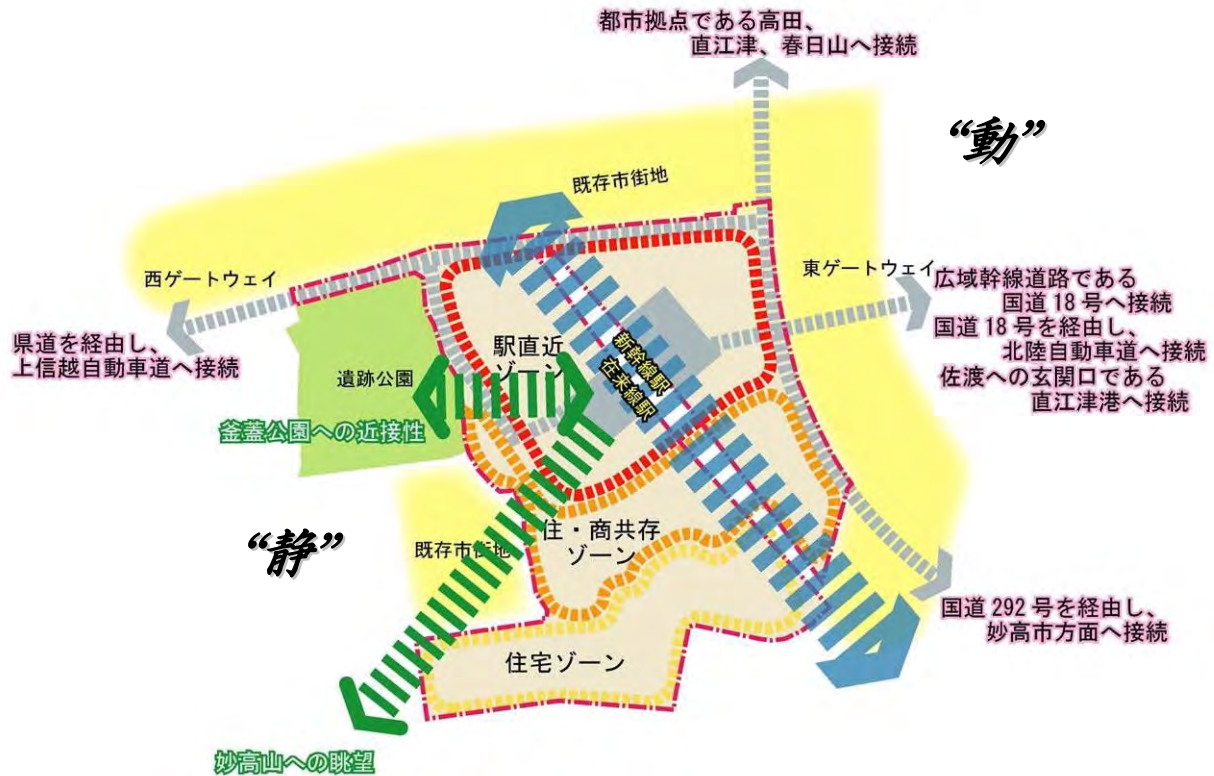 都市拠点である高田、
直江津、春日山へ接続
“動”
既存市街地
西ゲートウェイ
東ゲートウェイ
広域幹線道路である
国道18号へ接続
国道18号を経由し、
北陸自動車道へ接続
佐渡への玄関口である
直江津港へ接続
県道を経由し、
上信越自動車道へ接続
駅直近
ゾーン
新幹線駅
在来線駅
遺跡公園
釜蓋公園への近接性
“静”
既存市街地
住・商共存
ゾーン
国道292号を経由し、
妙高市方面へ接続
住宅ゾーン
妙高山への眺望